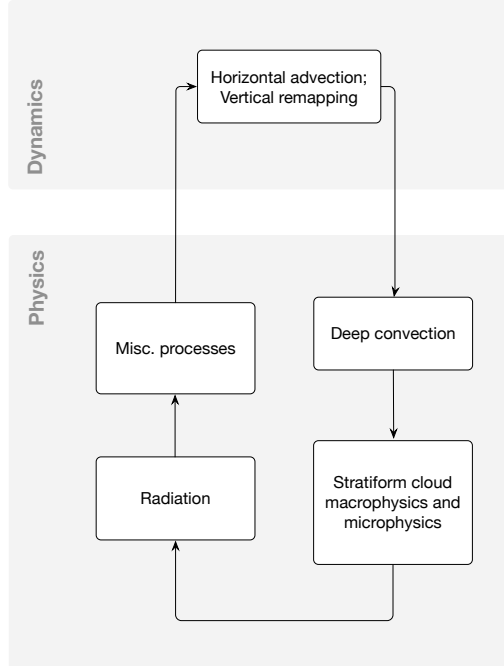 Dynamics
Horizontal advection;
Vertical remapping
Physics
Misc. processes
Deep convection
Radiation
Stratiform cloud
macrophysics and
microphysics